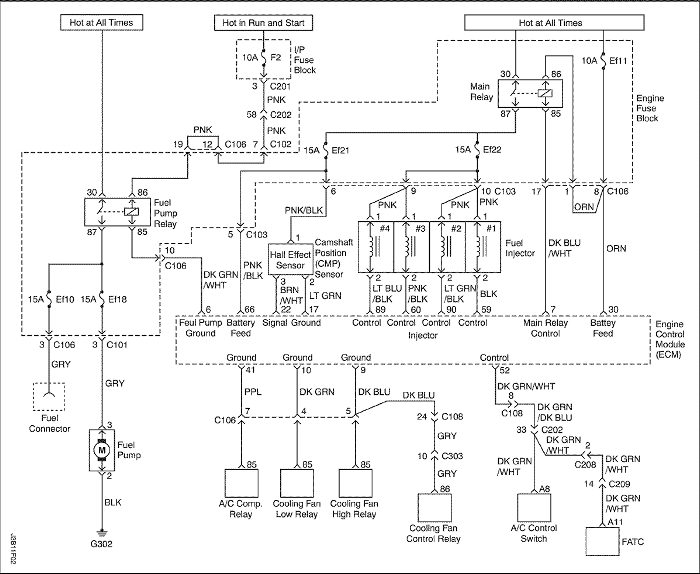 Hot at All Times
Hot in Run and Start
Hot at All Times
10A F2
I/P
Fuse
Block
10A Ef11
3 C201
PNK
58 C202
PNK
PNK
19 12 C106 7 C102
Main
Relay
30 86
87 85
Engine
Fuse
Block
15A Ef21
15A Ef22
30 86
87 85
Fuel
Pump
Relay
6 9 10 C103 17 1 8 C106
PNK/BLK
PNK PNK
ORN
10
C106
5 C103
1
Hall Effect
Sensor
Camshaft
Position
(CMP)
Sensor
1 1 1 1
#4 #3 #2 #1
Fuel
Injector
DK BLU
/WHT
ORN
15A Ef10
15A Ef18
DK GRN
/WHT
PNK
/BLK
3 2
BRN
/WHT
LT GRN
2 2 2 2
LT BLU
/BLK
PNK
/BLK
LT GRN
/BLK
BLK
6 66 22 17 89 60 90 59 7 30
Feul Pump
Ground
Battery
Feed
Signal Ground
Control Control Control Control
Injector
Main Relay
Control
Battey
Feed
Engine
Control
Module
(ECM)
3 C106
3 C101
GRY
GRY
Fuel
Connector
Ground Ground Ground Control
41 10 9 52
PPL
DK GRN
DK BLU
DK BLU
DK GRN/WHT
8
C108
DK GRN
/DK BLU
C106 7 4 5
24 C108
GRY
10 C303
GRY
33 C202
DK GRN
/WHT
2
C208
DK GRN
/WHT
14 C209
DK GRN
/WHT
DK GRN
/WHT
3
M
Fuel
Pump
2
BLK
G302
85 85 85 86 A8 A11
A/C Comp.
Relay
Cooling Fan
Low Relay
Cooling Fan
High Relay
Cooling Fan
Control Relay
A/C Control
Switch
FATC